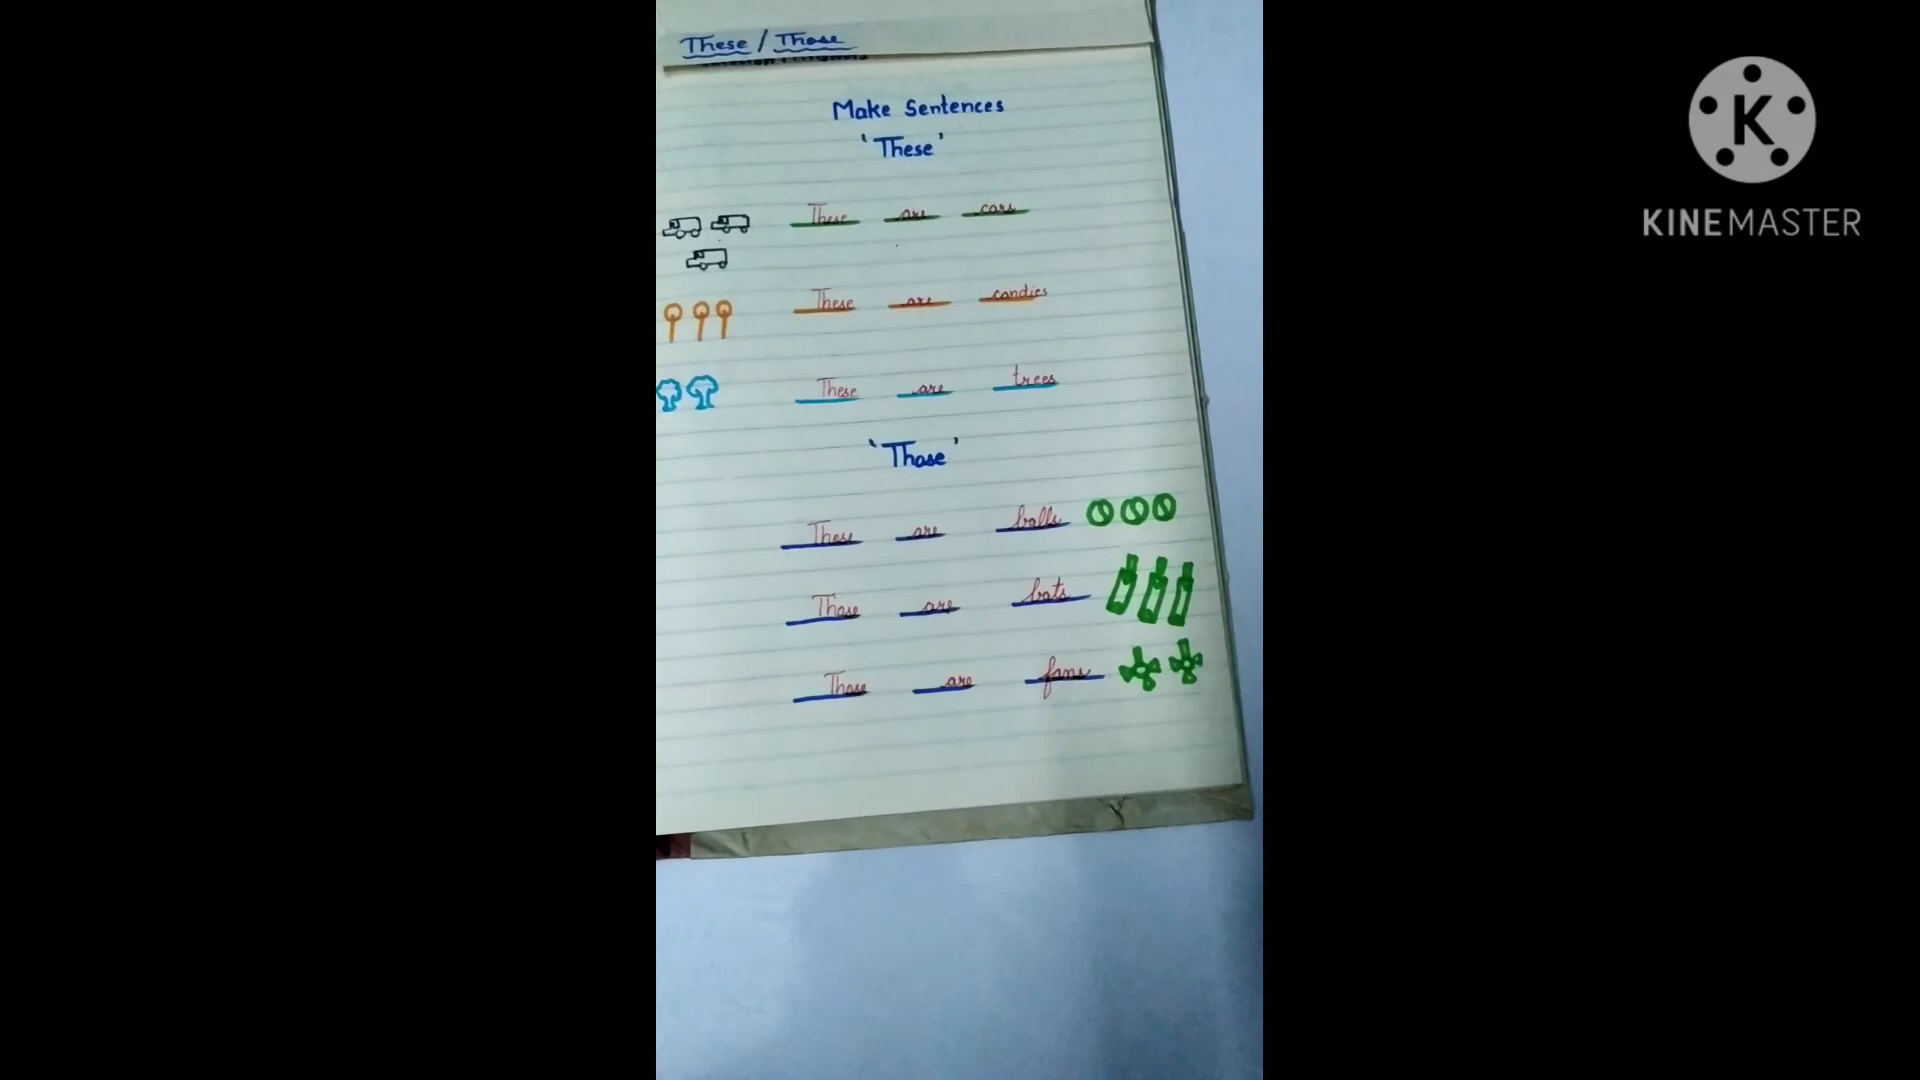 These / Those
Make Sentences
'These'
These are cars
These are candies
These are trees
'Those'
Those are balls
Those are bats
Those are fans
K
KINEMASTER